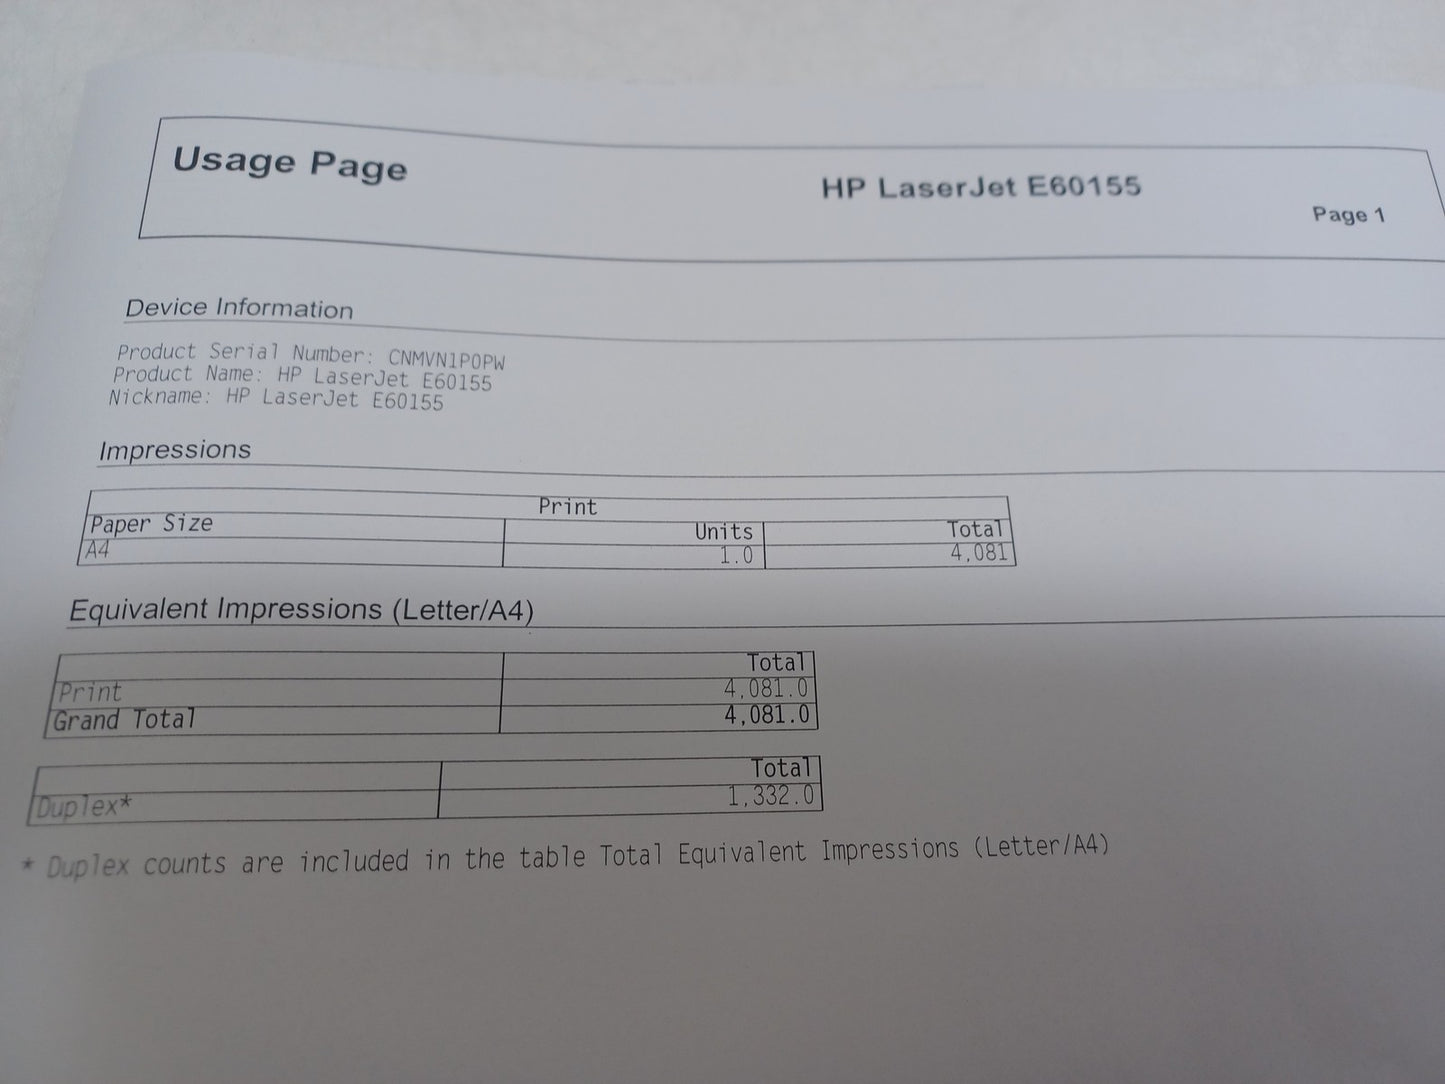 Usage Page
HP LaserJet E60155
Page 1
Device Information
Product Serial Number: CNMVN1P0PW
Product Name: HP LaserJet E60155
Nickname: HP LaserJet E60155
Impressions
Print
Paper Size Units Total
A4 1.0 4,081
Equivalent Impressions (Letter/A4)
Total
Print 4,081.0
Grand Total 4,081.0
Total
Duplex* 1,332.0
* Duplex counts are included in the table Total Equivalent Impressions (Letter/A4)